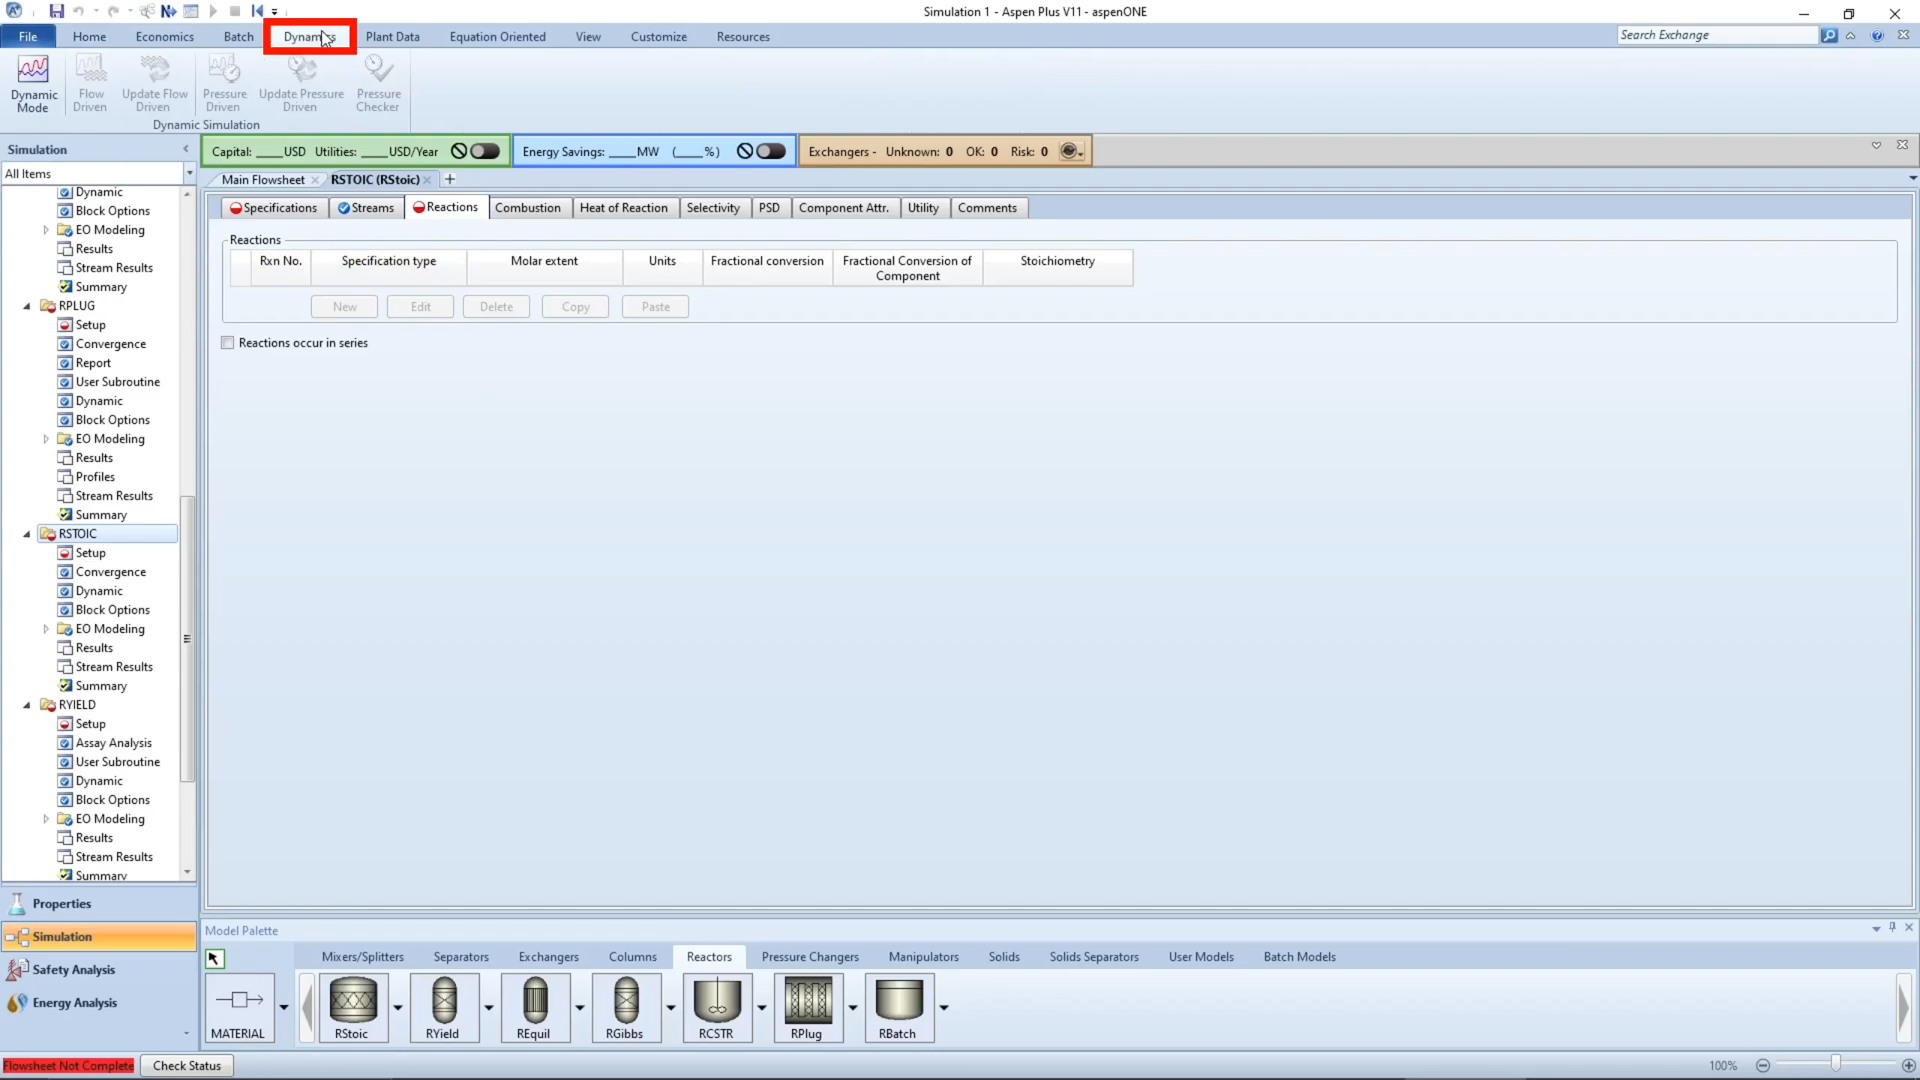 Simulation 1 - Aspen Plus V11 - aspenONE
File Home Economics Batch Dynamics Plant Data Equation Oriented View Customize Resources
Search Exchange
Dynamic Mode
Flow Driven
Update Flow Driven
Pressure Driven
Update Pressure Driven
Pressure Checker
Dynamic Simulation
Simulation
All Items
Capital: ____USD Utilities: ____USD/Year
Energy Savings: ____MW (____%)
Exchangers - Unknown: 0 OK: 0 Risk: 0
Main Flowsheet RSTOIC (RStoic) +
Specifications Streams Reactions Combustion Heat of Reaction Selectivity PSD Component Attr. Utility Comments
Reactions
Rxn No. Specification type Molar extent Units Fractional conversion Fractional Conversion of Component Stoichiometry
New Edit Delete Copy Paste
Reactions occur in series
Dynamic
Block Options
EO Modeling
Results
Stream Results
Summary
RPLUG
Setup
Convergence
Report
User Subroutine
Dynamic
Block Options
EO Modeling
Results
Profiles
Stream Results
Summary
RSTOIC
Setup
Convergence
Dynamic
Block Options
EO Modeling
Results
Stream Results
Summary
RYIELD
Setup
Assay Analysis
User Subroutine
Dynamic
Block Options
EO Modeling
Results
Stream Results
Summary
Properties
Simulation
Safety Analysis
Energy Analysis
Model Palette
Mixers/Splitters Separators Exchangers Columns Reactors Pressure Changers Manipulators Solids Solids Separators User Models Batch Models
MATERIAL RStoic RYield REquil RGibbs RCSTR RPlug RBatch
Flowsheet Not Complete Check Status
100%